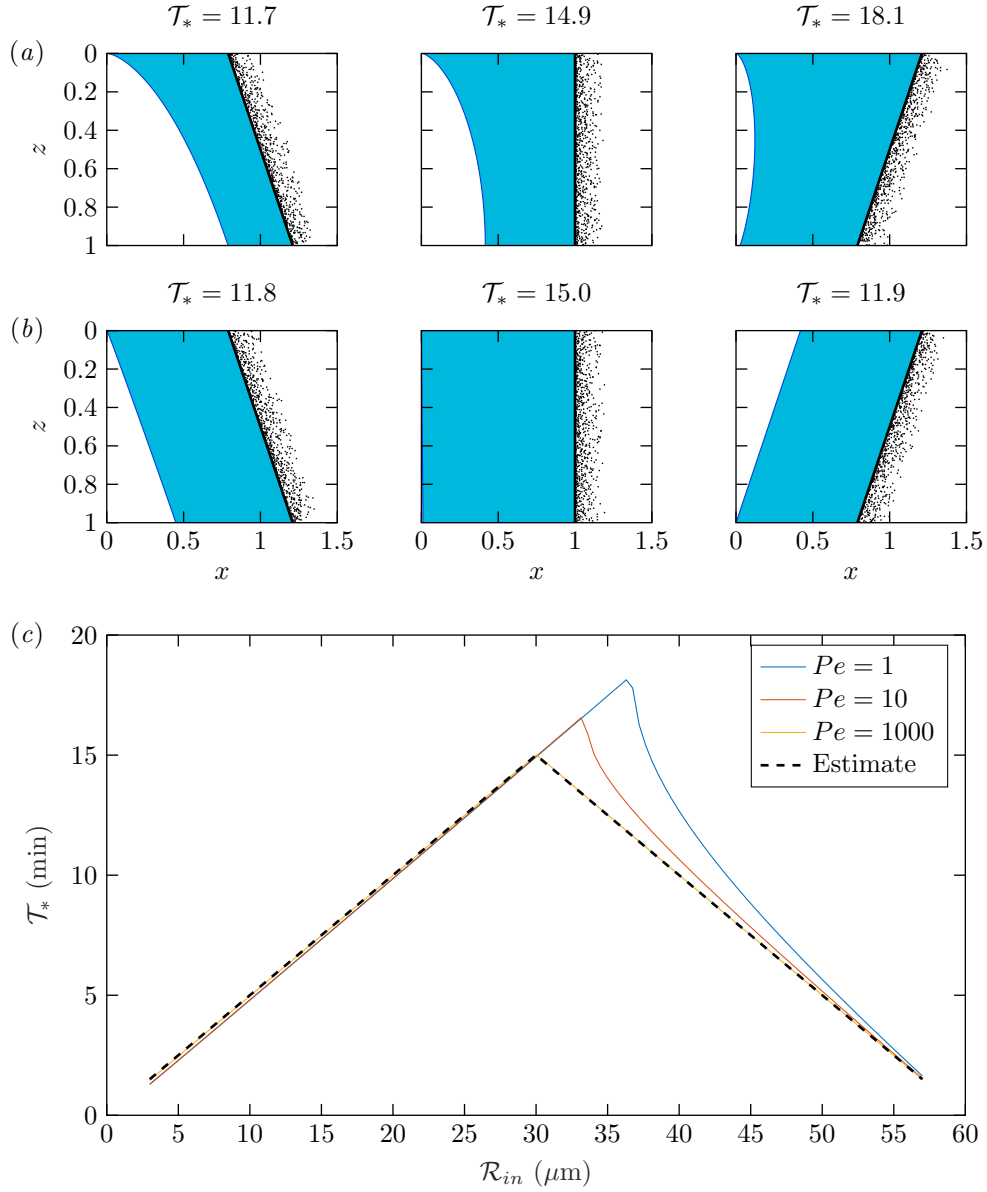 𝒯* = 11.7 𝒯* = 14.9 𝒯* = 18.1
(a)
z
0
0.2
0.4
0.6
0.8
1
𝒯* = 11.8 𝒯* = 15.0 𝒯* = 11.9
(b)
z
0
0.2
0.4
0.6
0.8
1
0 0.5 1 1.5 0 0.5 1 1.5 0 0.5 1 1.5
x x x
(c)
20
15
10
5
0
𝒯* (min)
Pe = 1
Pe = 10
Pe = 1000
Estimate
0 5 10 15 20 25 30 35 40 45 50 55 60
ℛin (μm)